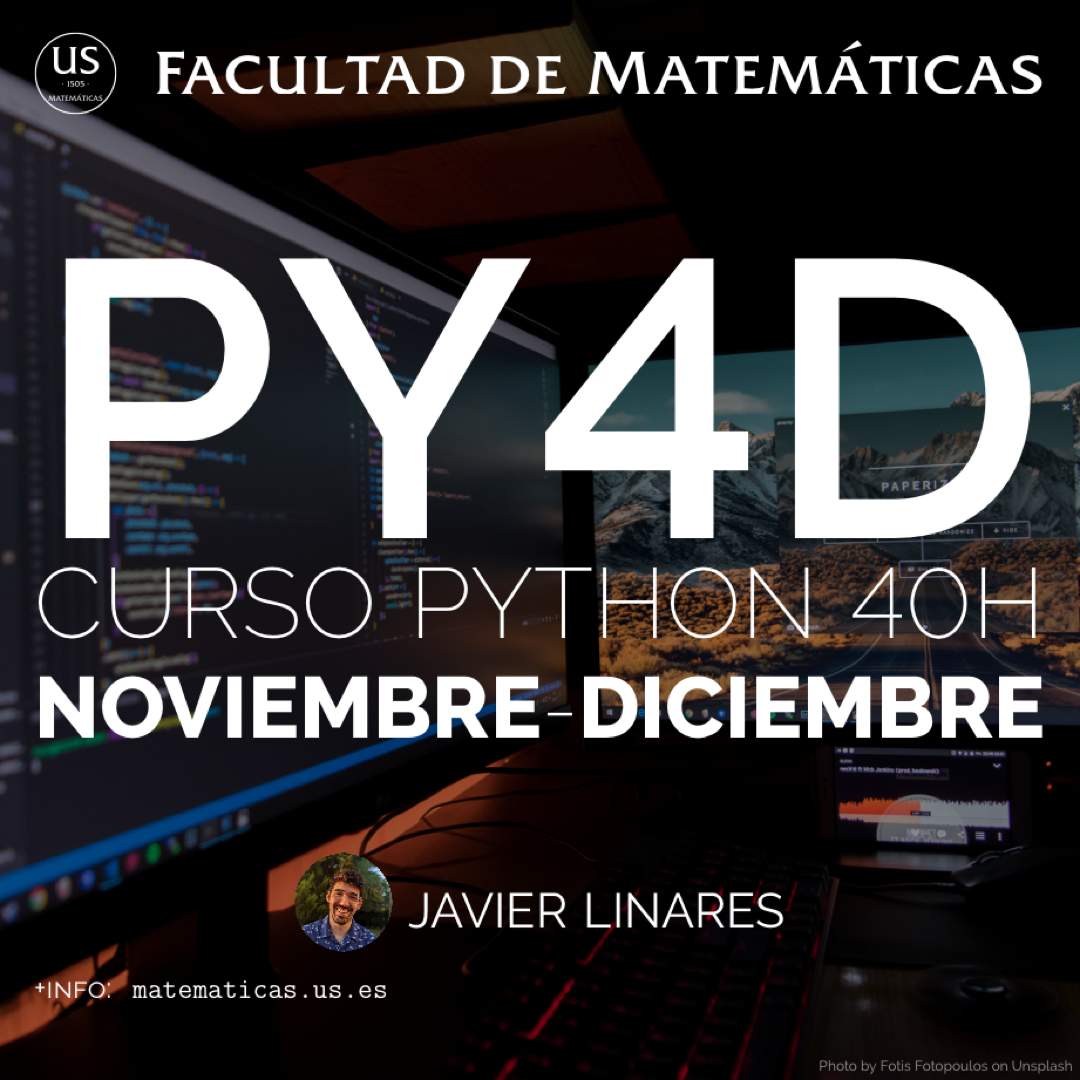 US
· 1505 ·
MATEMÁTICAS
FACULTAD DE MATEMÁTICAS
PY4D
CURSO PYTHON 40H
NOVIEMBRE-DICIEMBRE
JAVIER LINARES
+INFO: matematicas.us.es
Photo by Fotis Fotopoulos on Unsplash